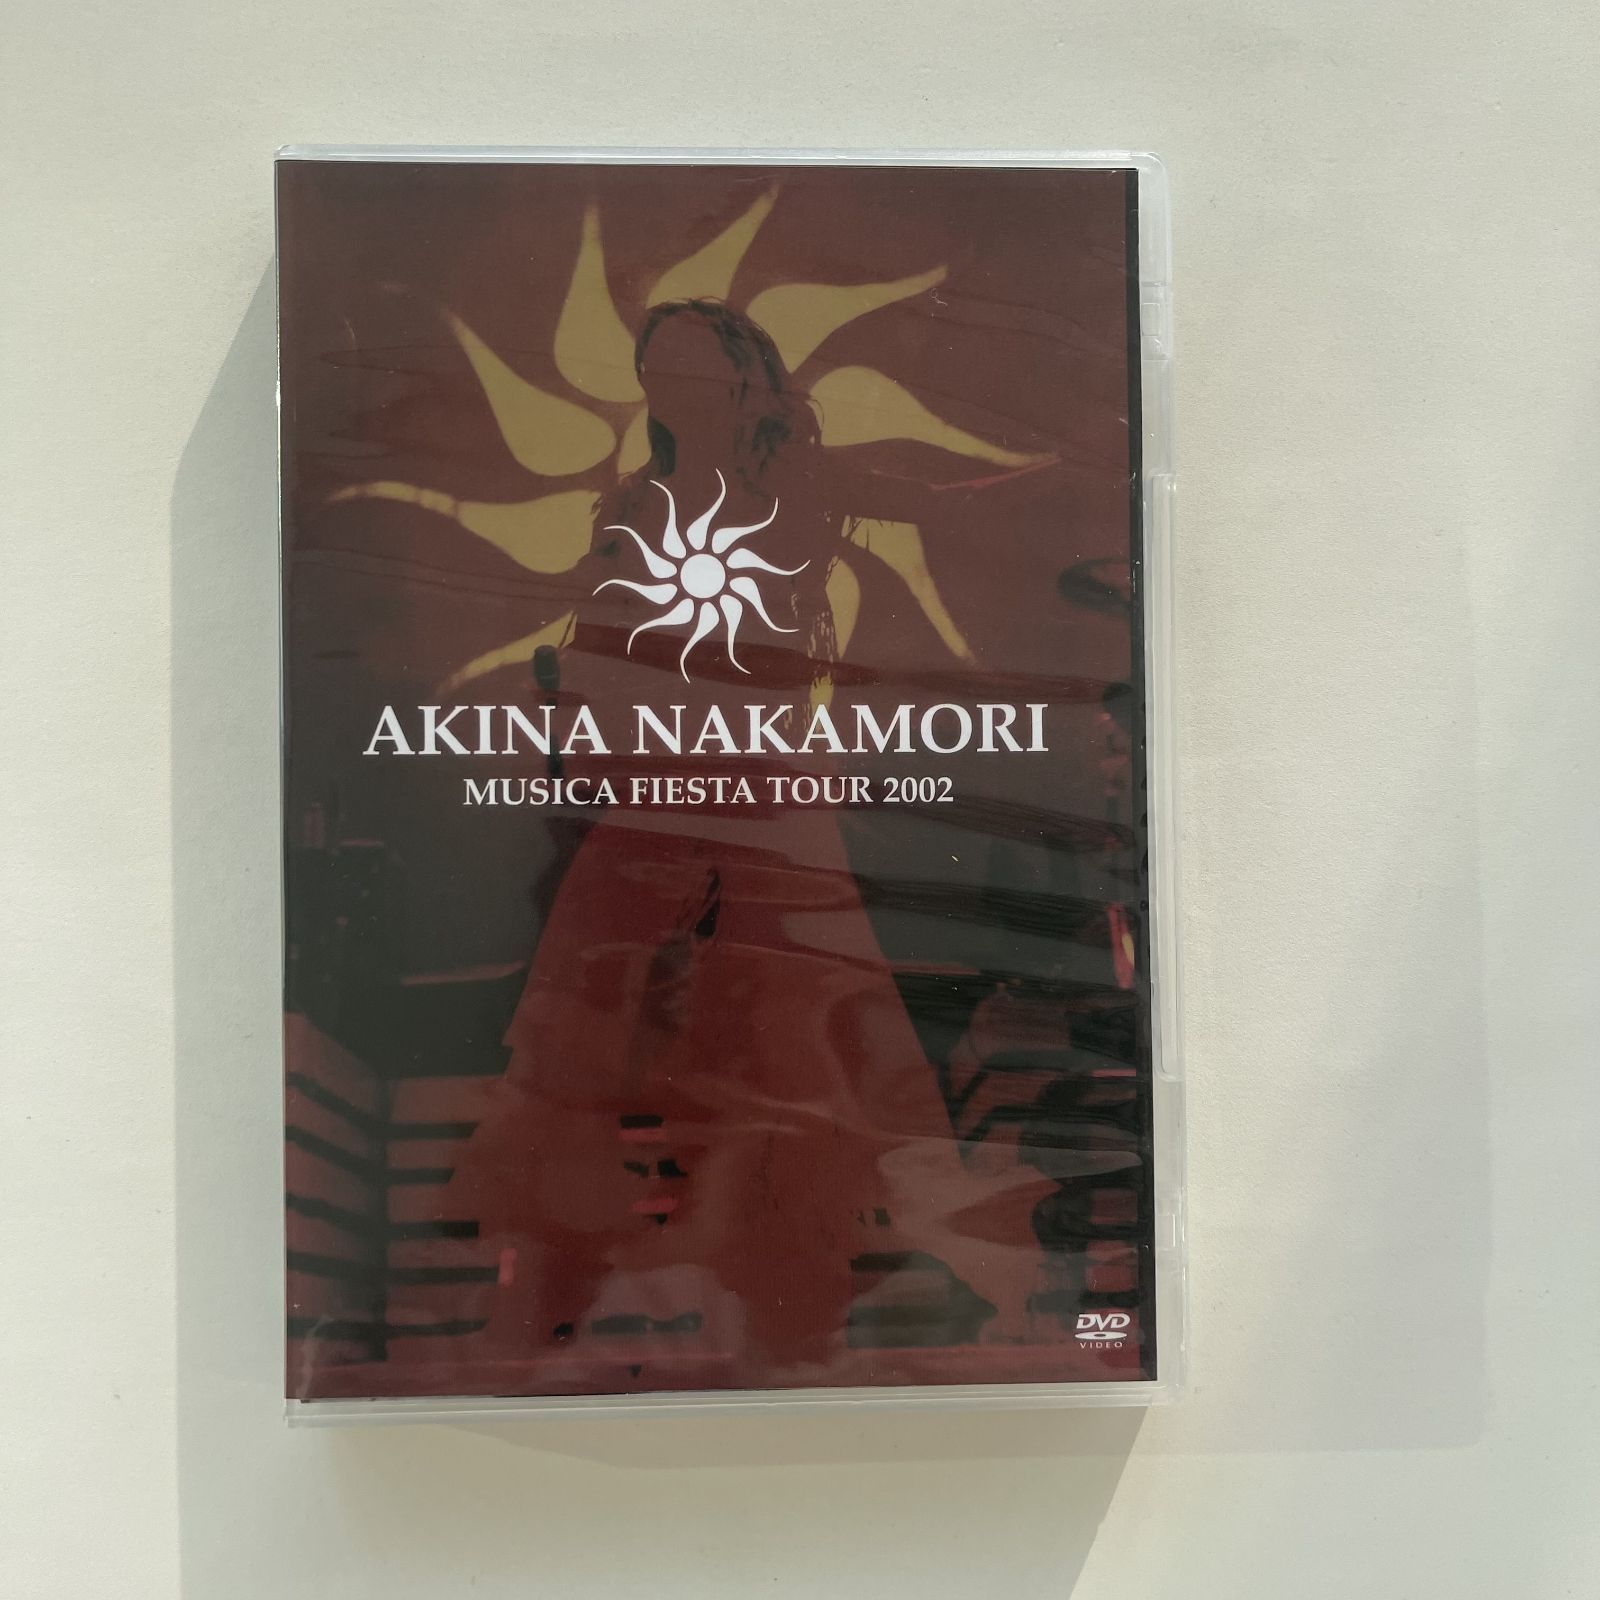 AKINA NAKAMORI
MUSICA FIESTA TOUR 2002
DVD
VIDEO